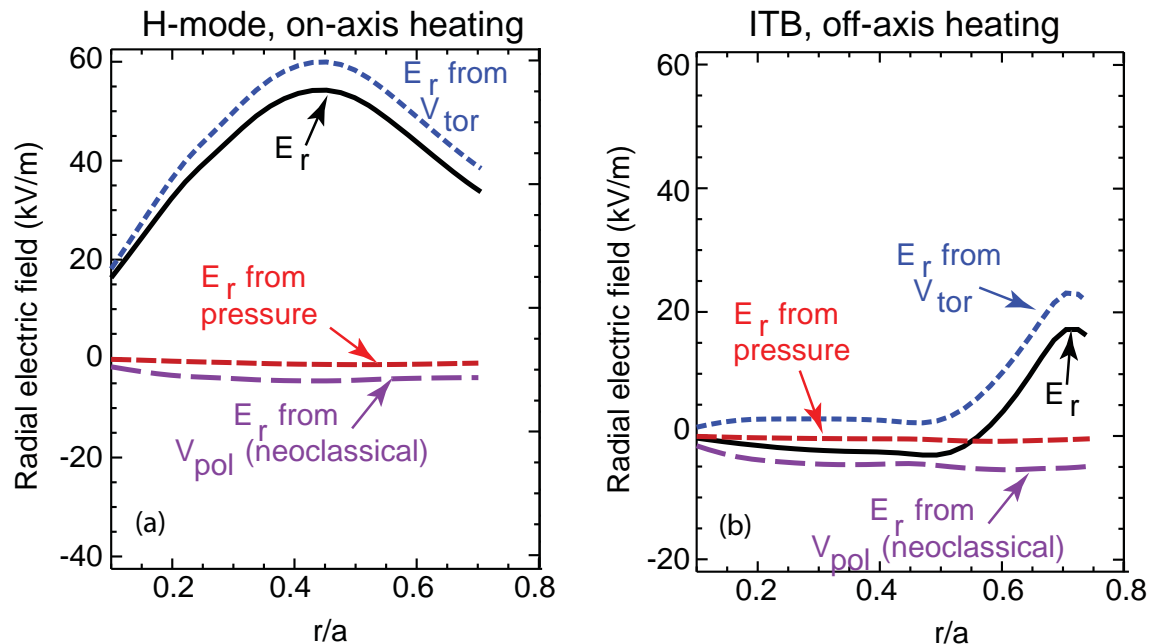 H-mode, on-axis heating
Radial electric field (kV/m)
60
40
20
0
-20
-40
E r from
V tor
E r
E r from
pressure
E r from
V pol (neoclassical)
(a)
0.2
0.4
0.6
0.8
r/a
ITB, off-axis heating
Radial electric field (kV/m)
60
40
20
0
-20
E r from
V tor
E r from
pressure
E r
E r from
V pol (neoclassical)
(b)
0.2
0.4
0.6
0.8
r/a